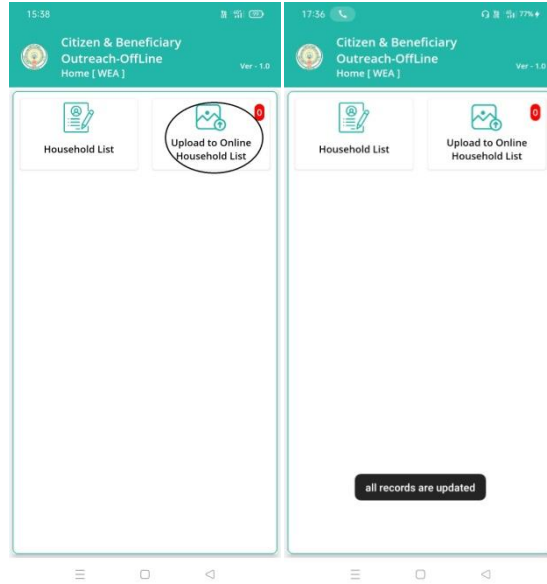 15:38
Citizen & Beneficiary
Outreach-OffLine
Home [ WEA ]
Ver - 1.0
Household List
0
Upload to Online
Household List
17:36
77%
Citizen & Beneficiary
Outreach-OffLine
Home [ WEA ]
Ver - 1.0
Household List
0
Upload to Online
Household List
all records are updated